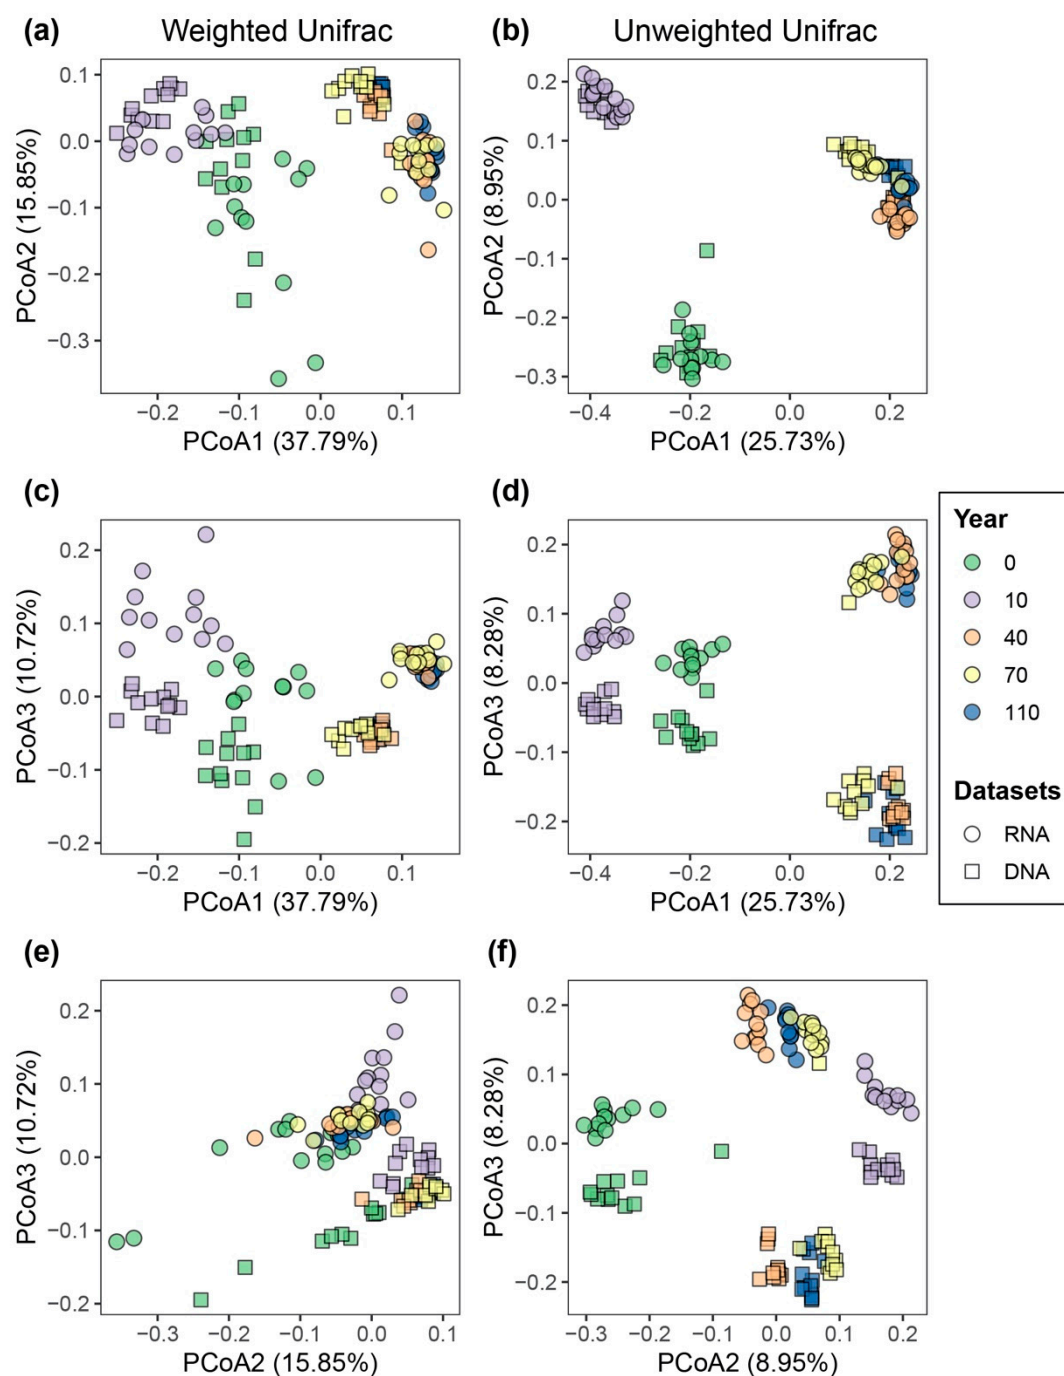 (a) Weighted Unifrac
(b) Unweighted Unifrac
PCoA2 (15.85%)
0.1
0.0
−0.1
−0.2
−0.3
−0.2 −0.1 0.0 0.1
PCoA1 (37.79%)
PCoA2 (8.95%)
0.2
0.1
0.0
−0.1
−0.2
−0.3
−0.4 −0.2 0.0 0.2
PCoA1 (25.73%)
(c)
PCoA3 (10.72%)
0.2
0.1
0.0
−0.1
−0.2
−0.2 −0.1 0.0 0.1
PCoA1 (37.79%)
(d)
PCoA3 (8.28%)
0.2
0.1
0.0
−0.1
−0.2
−0.4 −0.2 0.0 0.2
PCoA1 (25.73%)
Year
0
10
40
70
110
Datasets
RNA
DNA
(e)
PCoA3 (10.72%)
0.2
0.1
0.0
−0.1
−0.2
−0.3 −0.2 −0.1 0.0 0.1
PCoA2 (15.85%)
(f)
PCoA3 (8.28%)
0.2
0.1
0.0
−0.1
−0.2
−0.3 −0.2 −0.1 0.0 0.1 0.2
PCoA2 (8.95%)